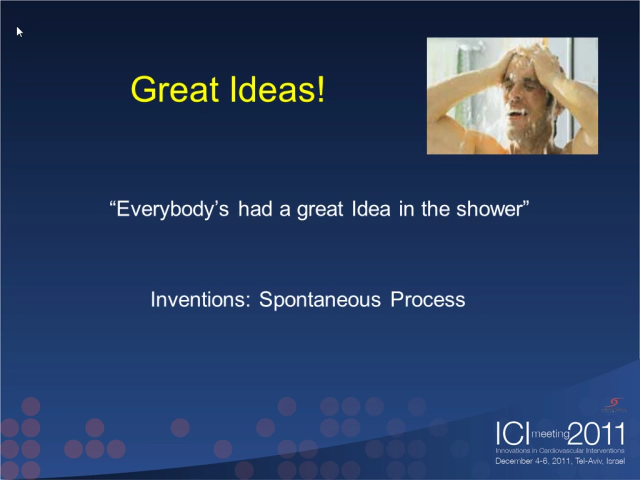 Great Ideas!
“Everybody’s had a great Idea in the shower”
Inventions: Spontaneous Process
ICI meeting 2011
Innovations in Cardiovascular Interventions
December 4-6, 2011, Tel-Aviv, Israel